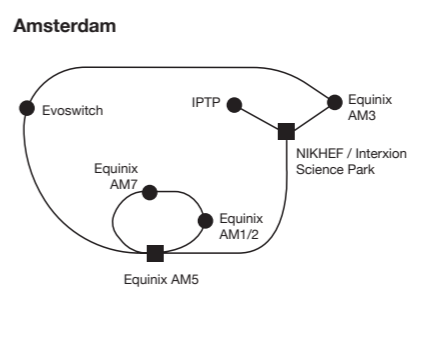 Amsterdam
IPTP
Equinix
AM3
Evoswitch
NIKHEF / Interxion
Science Park
Equinix
AM7
Equinix
AM1/2
Equinix AM5